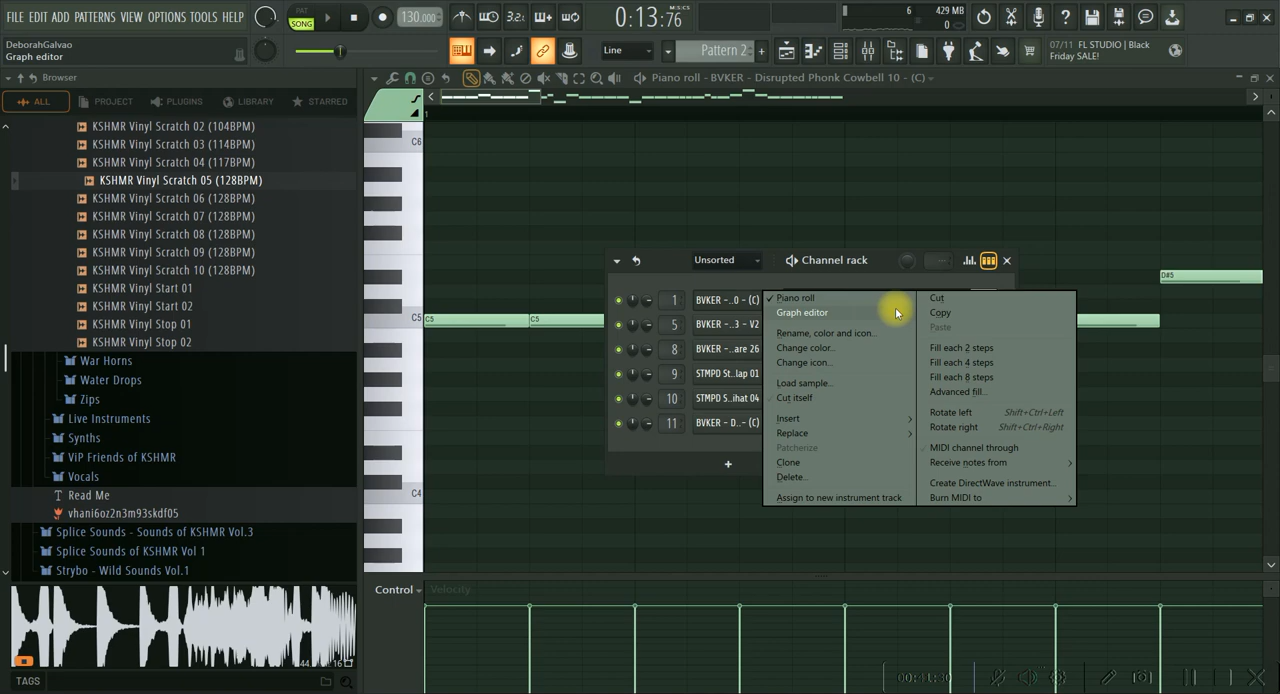 FILE EDIT ADD PATTERNS VIEW OPTIONS TOOLS HELP
PAT
SONG
130.000
3.2.
0:13:76
M:S:CS
6
429 MB
0
DeborahGalvao
Graph editor
Line
Pattern 2
+
07/11 FL STUDIO | Black
Friday SALE!
Browser
Piano roll - BVKER - Disrupted Phonk Cowbell 10 - (C)
ALL
PROJECT
PLUGINS
LIBRARY
STARRED
1
KSHMR Vinyl Scratch 02 (104BPM)
KSHMR Vinyl Scratch 03 (114BPM)
KSHMR Vinyl Scratch 04 (117BPM)
KSHMR Vinyl Scratch 05 (128BPM)
KSHMR Vinyl Scratch 06 (128BPM)
KSHMR Vinyl Scratch 07 (128BPM)
KSHMR Vinyl Scratch 08 (128BPM)
KSHMR Vinyl Scratch 09 (128BPM)
KSHMR Vinyl Scratch 10 (128BPM)
KSHMR Vinyl Start 01
KSHMR Vinyl Start 02
KSHMR Vinyl Stop 01
KSHMR Vinyl Stop 02
War Horns
Water Drops
Zips
Live Instruments
Synths
ViP Friends of KSHMR
Vocals
Read Me
vhani6oz2n3m93skdf05
Splice Sounds - Sounds of KSHMR Vol.3
Splice Sounds of KSHMR Vol 1
Strybo - Wild Sounds Vol.1
TAGS
C6
C5
C4
C5
C5
D#5
Unsorted
Channel rack
1
BVKER -..0 - (C)
5
BVKER -..3 - V2
8
BVKER -..are 26
9
STMPD St..lap 01
10
STMPD S..ihat 04
11
BVKER - D..- (C)
+
Piano roll
Graph editor
Rename, color and icon...
Change color...
Change icon...
Load sample...
Cut itself
Insert
Replace
Patcherize
Clone
Delete...
Assign to new instrument track
Cut
Copy
Paste
Fill each 2 steps
Fill each 4 steps
Fill each 8 steps
Advanced fill...
Rotate left Shift+Ctrl+Left
Rotate right Shift+Ctrl+Right
MIDI channel through
Receive notes from
Create DirectWave instrument...
Burn MIDI to
Control
Velocity